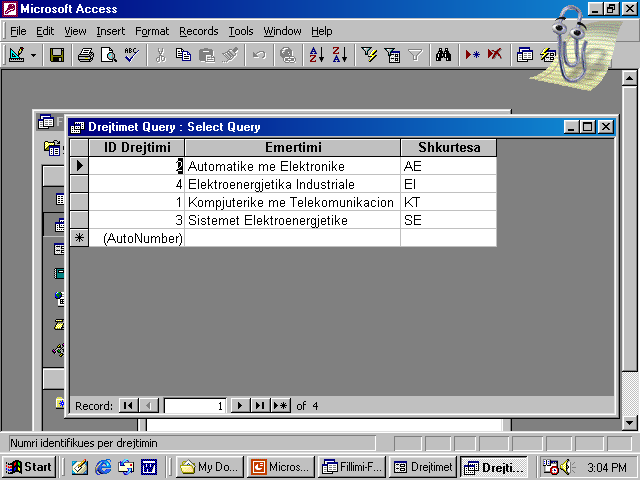 Microsoft Access
File Edit View Insert Format Records Tools Window Help
Drejtimet Query : Select Query
ID Drejtimi Emertimi Shkurtesa
2 Automatike me Elektronike AE
4 Elektroenergjetika Industriale EI
1 Kompjuterike me Telekomunikacion KT
3 Sistemet Elektroenergjetike SE
(AutoNumber)
Record: 1 of 4
Numri identifikues per drejtimin
Start My Do... Micros... Fillimi-F... Drejtimet Drejti... 3:04 PM